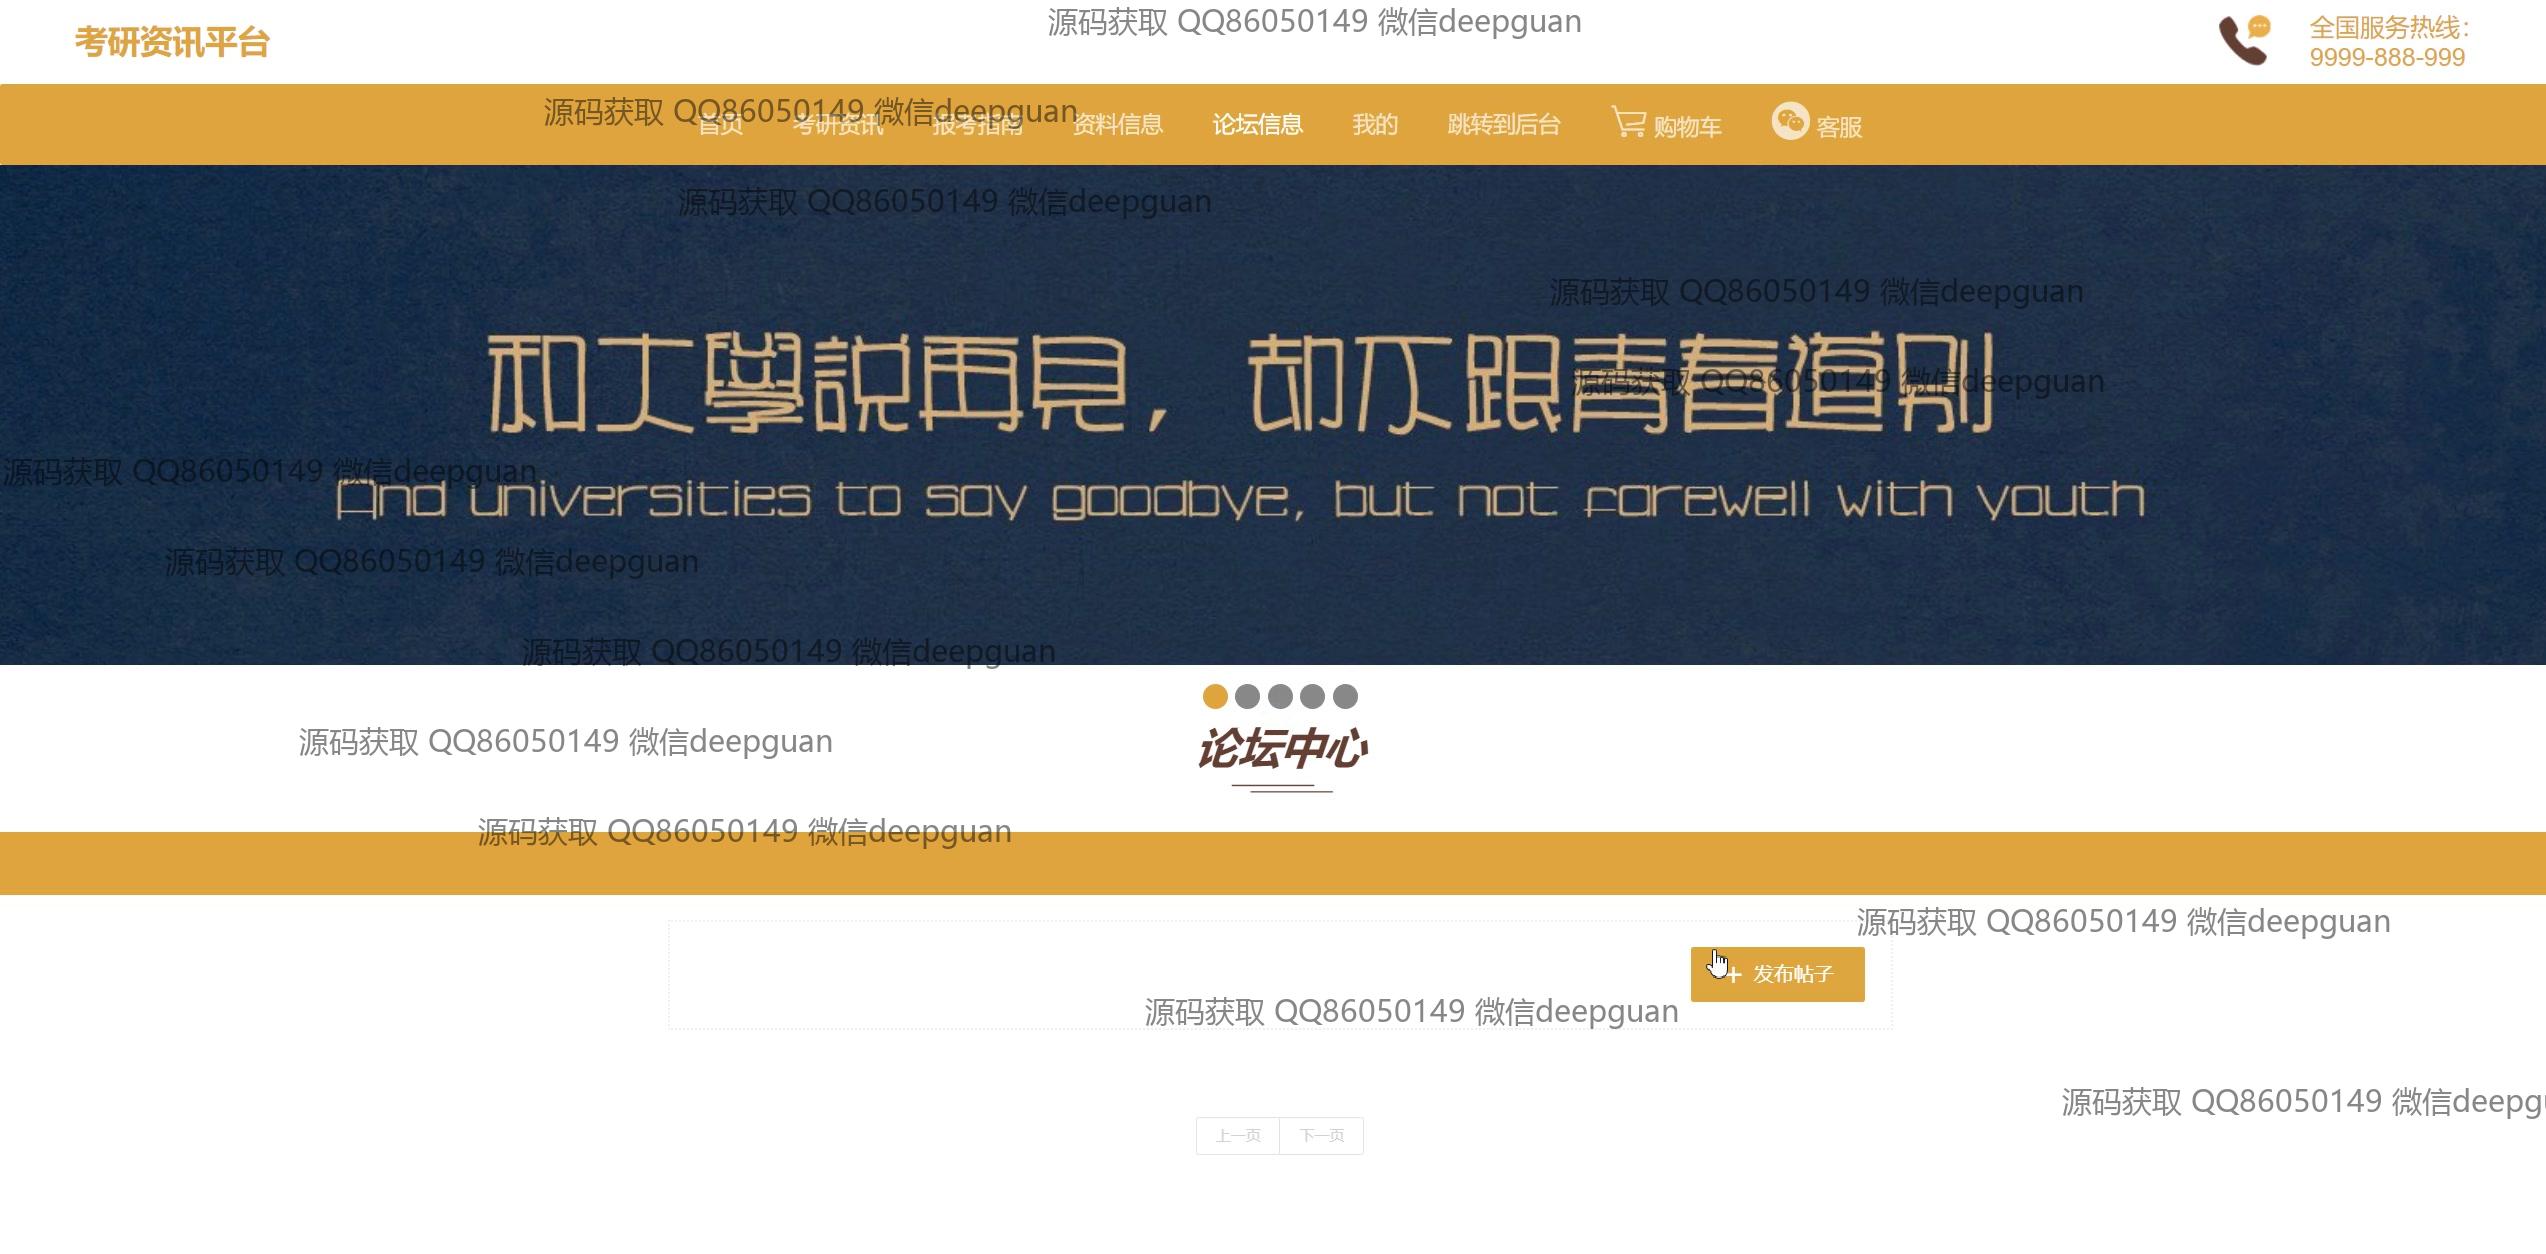 源码获取 QQ86050149 微信deepguan
考研资讯平台
全国服务热线：
9999-888-999
源码获取 QQ86050149 微信deepguan
首页 考研资讯 报考指南 资料信息 论坛信息 我的 跳转到后台 购物车 客服
源码获取 QQ86050149 微信deepguan
源码获取 QQ86050149 微信deepguan
和大學説再見，却不跟青春道别
源码获取 QQ86050149 微信deepguan
源码获取 QQ86050149 微信deepguan
And universities to say goodbye, but not farewell with youth
源码获取 QQ86050149 微信deepguan
源码获取 QQ86050149 微信deepguan
论坛中心
源码获取 QQ86050149 微信deepguan
源码获取 QQ86050149 微信deepguan
源码获取 QQ86050149 微信deepguan
+ 发布帖子
源码获取 QQ86050149 微信deepguan
源码获取 QQ86050149 微信deepg
上一页 下一页